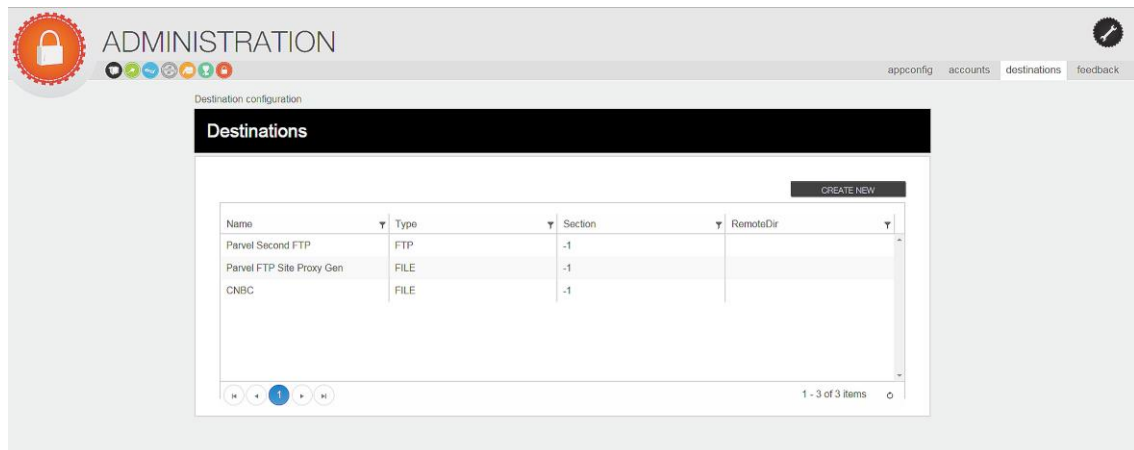 ADMINISTRATION
appconfig accounts destinations feedback
Destination configuration
Destinations
CREATE NEW
Name Type Section RemoteDir
Parvel Second FTP FTP -1
Parvel FTP Site Proxy Gen FILE -1
CNBC FILE -1
1 1 - 3 of 3 items